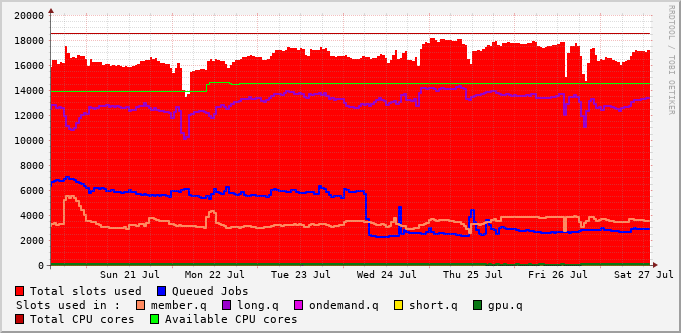 20000
18000
16000
14000
12000
10000
8000
6000
4000
2000
0
RRDTOOL / TOBI OETIKER
Sun 21 Jul Mon 22 Jul Tue 23 Jul Wed 24 Jul Thu 25 Jul Fri 26 Jul Sat 27 Jul
Total slots used Queued Jobs
Slots used in : member.q long.q ondemand.q short.q gpu.q
Total CPU cores Available CPU cores